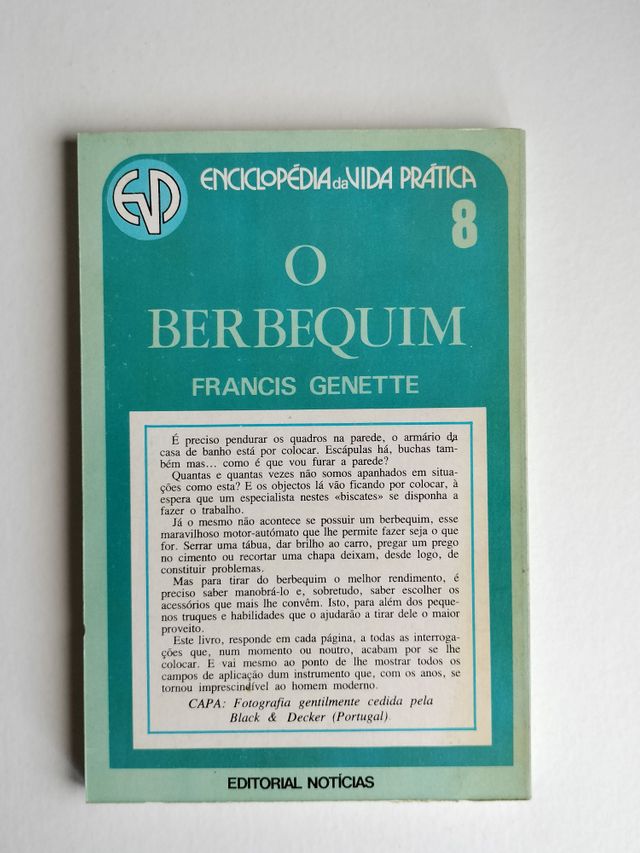 EVP
ENCICLOPÉDIA da VIDA PRÁTICA
8
O
BERBEQUIM
FRANCIS GENETTE
É preciso pendurar os quadros na parede, o armário da
casa de banho está por colocar. Escápulas há, buchas tam-
bém mas... como é que vou furar a parede?
Quantas e quantas vezes não somos apanhados em situa-
ções como esta? E os objectos lá vão ficando por colocar, à
espera que um especialista nestes «biscates» se disponha a
fazer o trabalho.
Já o mesmo não acontece se possuir um berbequim, esse
maravilhoso motor-autómato que lhe permite fazer seja o que
for. Serrar uma tábua, dar brilho ao carro, pregar um prego
no cimento ou recortar uma chapa deixam, desde logo, de
constituir problemas.
Mas para tirar do berbequim o melhor rendimento, é
preciso saber manobrá-lo e, sobretudo, saber escolher os
acessórios que mais lhe convêm. Isto, para além dos peque-
nos truques e habilidades que o ajudarão a tirar dele o maior
proveito.
Este livro, responde em cada página, a todas as interroga-
ções que, num momento ou noutro, acabam por se lhe
colocar. E vai mesmo ao ponto de lhe mostrar todos os
campos de aplicação dum instrumento que, com os anos, se
tornou imprescindível ao homem moderno.
CAPA: Fotografia gentilmente cedida pela
Black & Decker (Portugal)
EDITORIAL NOTÍCIAS